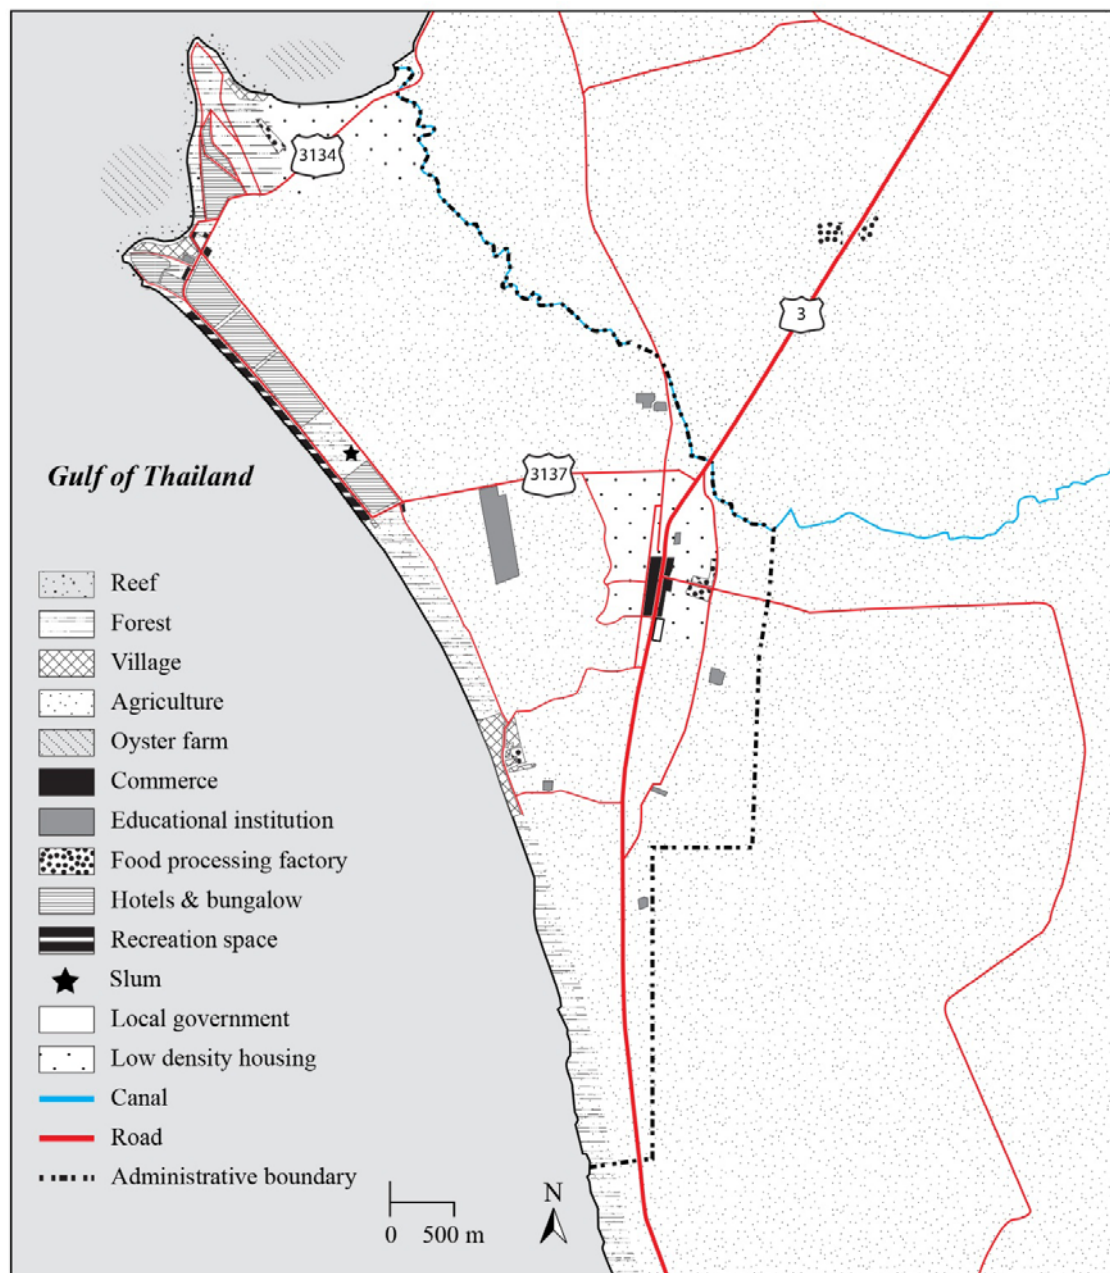 3134
3
3137
Gulf of Thailand
Reef
Forest
Village
Agriculture
Oyster farm
Commerce
Educational institution
Food processing factory
Hotels & bungalow
Recreation space
Slum
Local government
Low density housing
Canal
Road
Administrative boundary
N
0 500 m